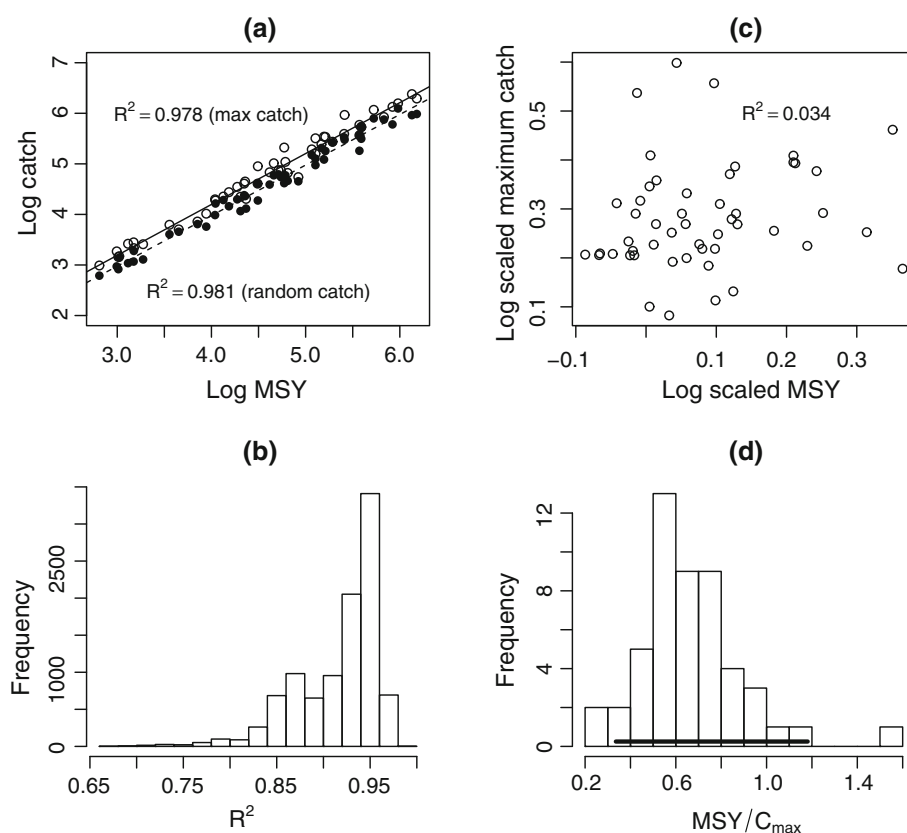 (a)
7
6
5
4
3
2
Log catch
R² = 0.978 (max catch)
R² = 0.981 (random catch)
3.0 4.0 5.0 6.0
Log MSY
(c)
0.5
0.3
0.1
Log scaled maximum catch
R² = 0.034
−0.1 0.1 0.2 0.3
Log scaled MSY
(b)
2500
1000
0
Frequency
0.65 0.75 0.85 0.95
R²
(d)
12
8
4
0
Frequency
0.2 0.6 1.0 1.4
MSY/Cmax